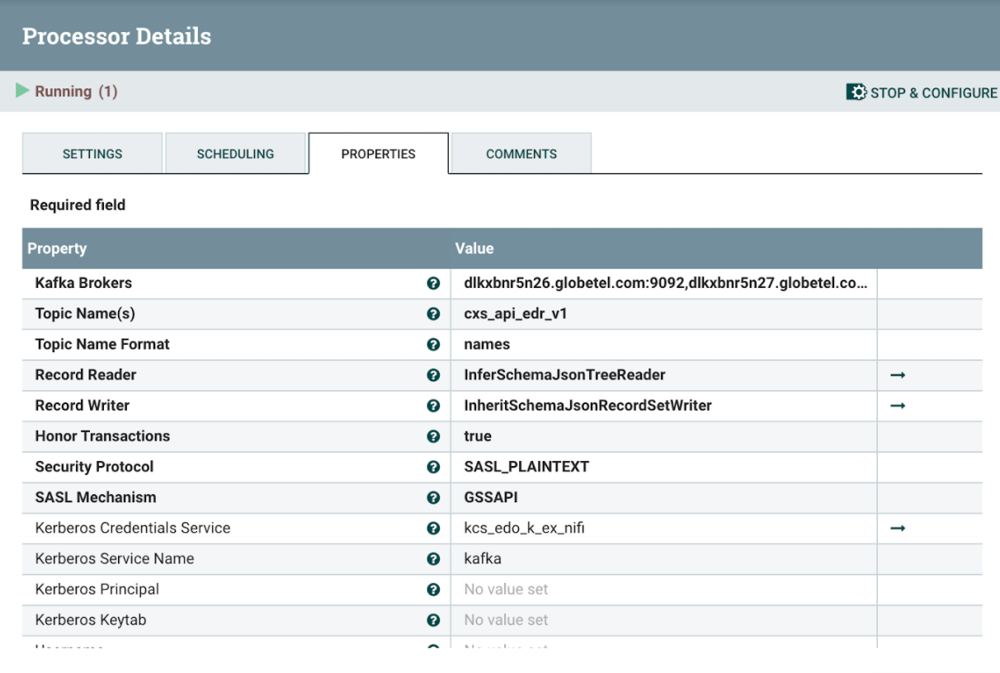 Processor Details
Running (1)
STOP & CONFIGURE
SETTINGS SCHEDULING PROPERTIES COMMENTS
Required field
Property Value
Kafka Brokers dlkxbnr5n26.globetel.com:9092,dlkxbnr5n27.globetel.co...
Topic Name(s) cxs_api_edr_v1
Topic Name Format names
Record Reader InferSchemaJsonTreeReader
Record Writer InheritSchemaJsonRecordSetWriter
Honor Transactions true
Security Protocol SASL_PLAINTEXT
SASL Mechanism GSSAPI
Kerberos Credentials Service kcs_edo_k_ex_nifi
Kerberos Service Name kafka
Kerberos Principal No value set
Kerberos Keytab No value set